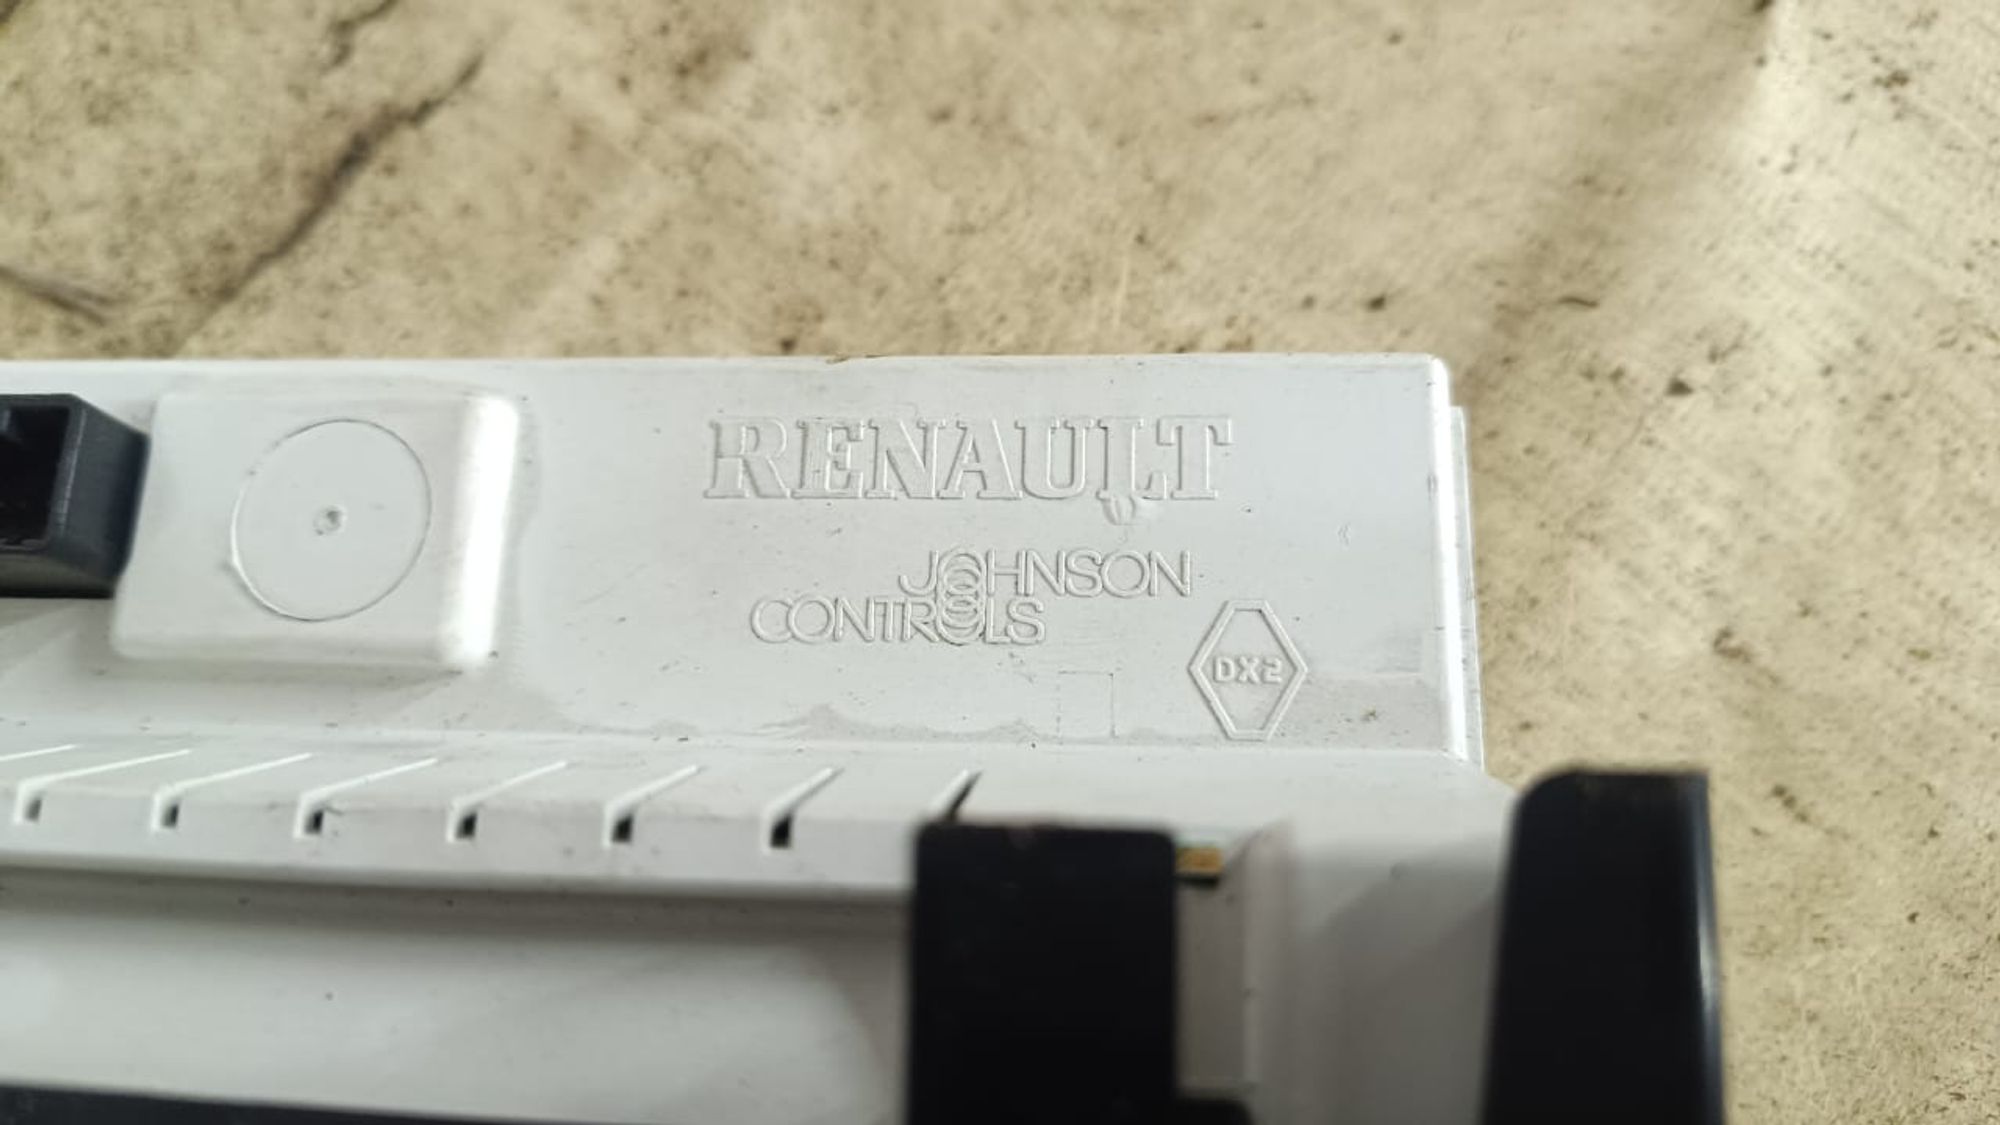 RENAULT
JOHNSON
CONTROLS
DX2